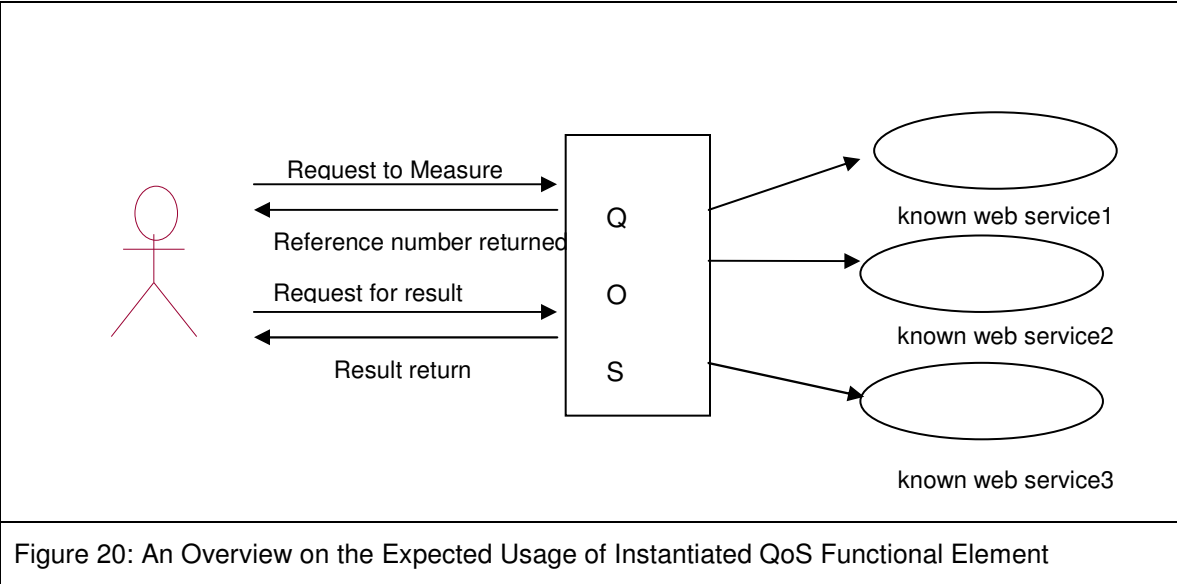 Request to Measure
Reference number returned
Request for result
Result return
Q
O
S
known web service1
known web service2
known web service3
Figure 20: An Overview on the Expected Usage of Instantiated QoS Functional Element